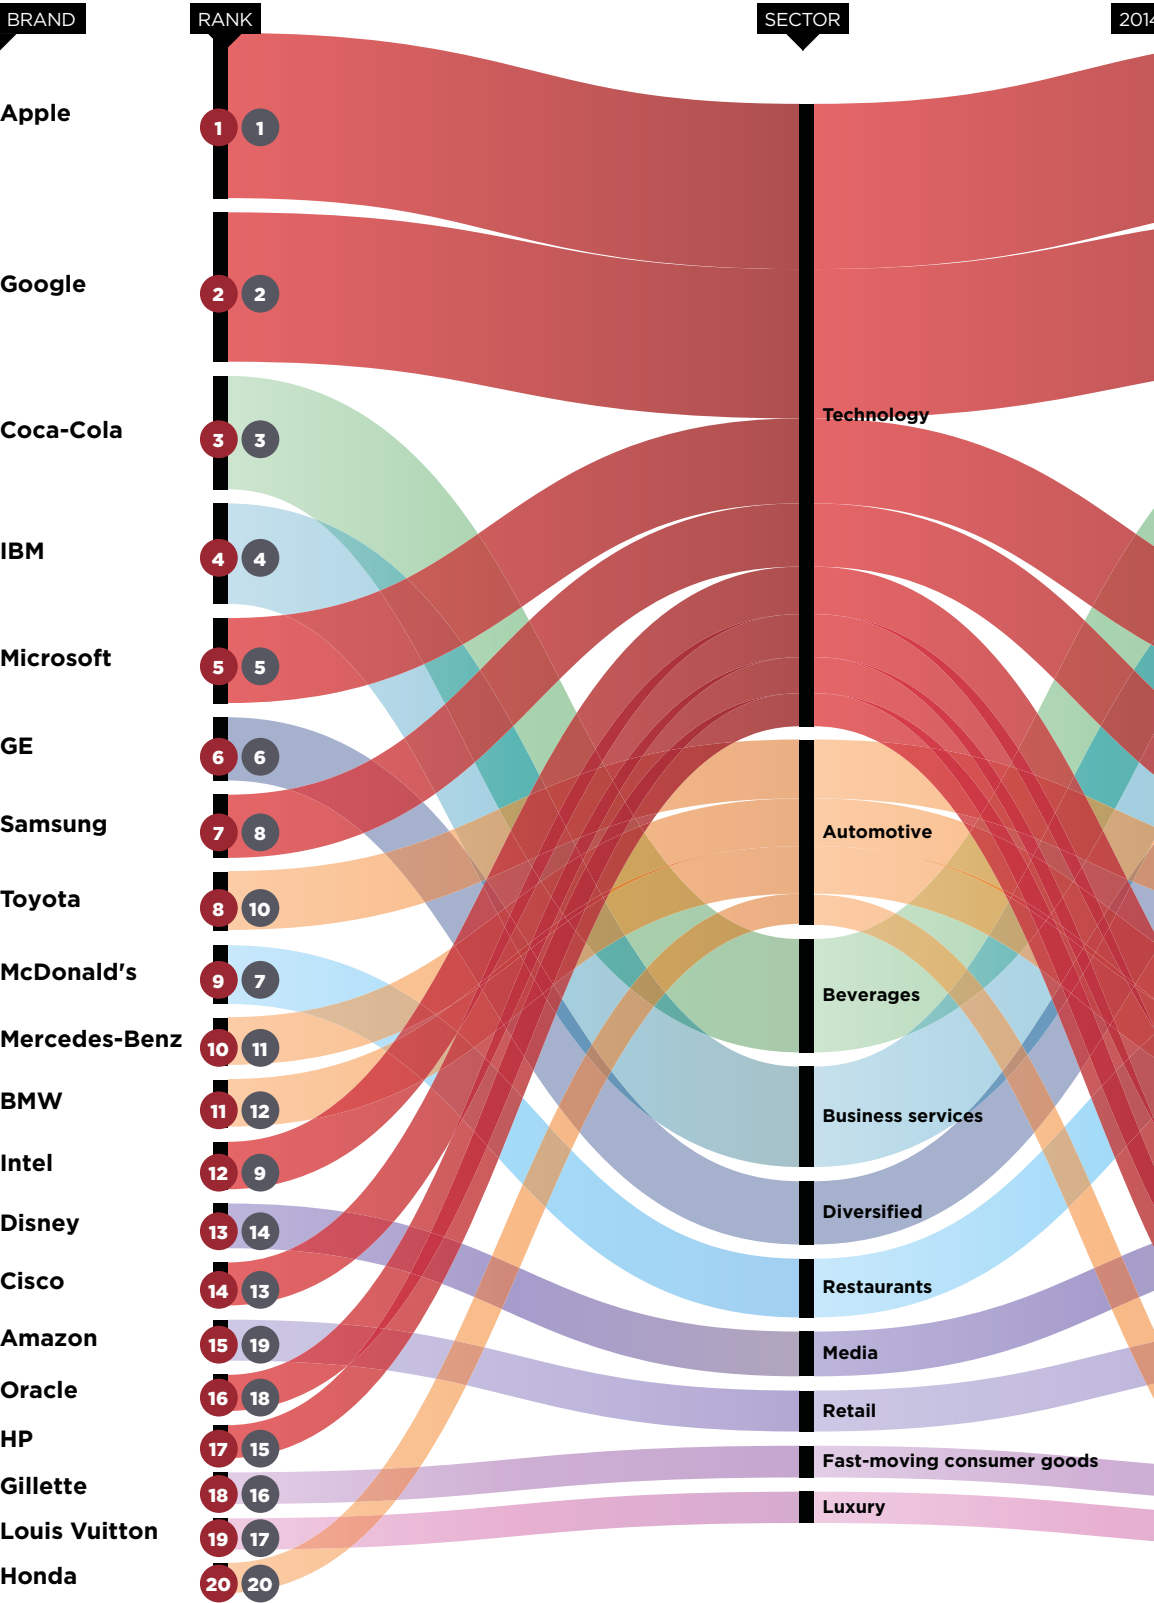 BRAND RANK SECTOR 2014
Apple 1 1
Google 2 2
Technology
Coca-Cola 3 3
IBM 4 4
Microsoft 5 5
GE 6 6
Samsung 7 8
Automotive
Toyota 8 10
McDonald's 9 7
Beverages
Mercedes-Benz 10 11
BMW 11 12
Business services
Intel 12 9
Diversified
Disney 13 14
Cisco 14 13
Restaurants
Amazon 15 19
Media
Oracle 16 18
Retail
HP 17 15
Fast-moving consumer goods
Gillette 18 16
Luxury
Louis Vuitton 19 17
Honda 20 20